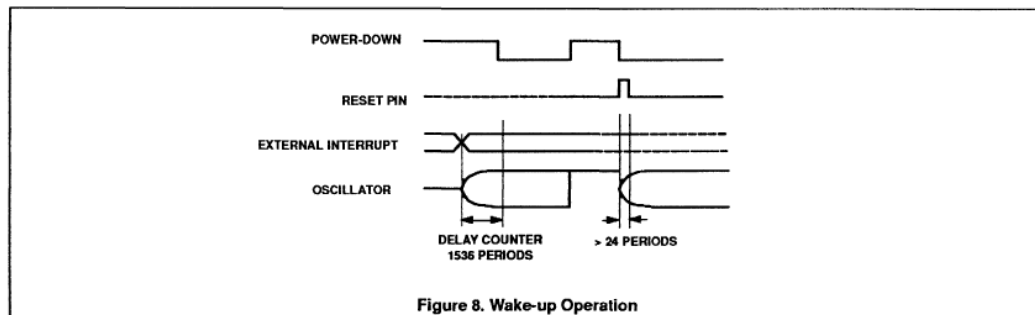 POWER-DOWN
RESET PIN
EXTERNAL INTERRUPT
OSCILLATOR
DELAY COUNTER
1536 PERIODS
> 24 PERIODS
Figure 8. Wake-up Operation